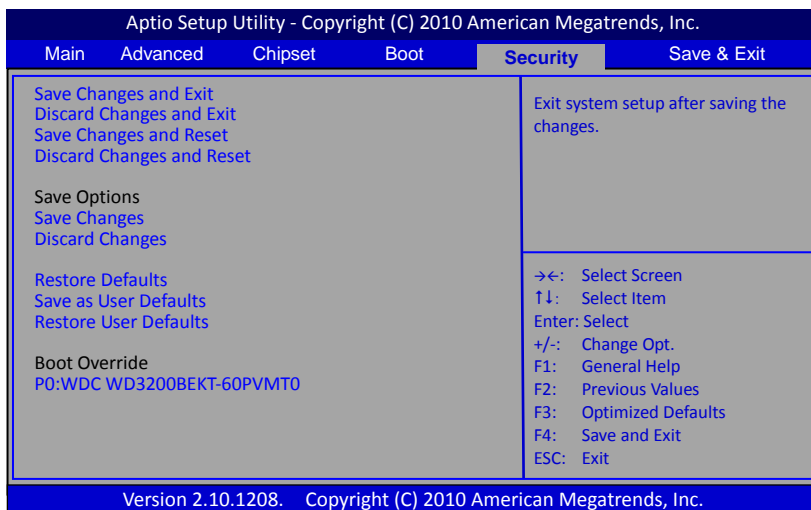 Aptio Setup Utility - Copyright (C) 2010 American Megatrends, Inc.
Main Advanced Chipset Boot Security Save & Exit
Save Changes and Exit
Discard Changes and Exit
Save Changes and Reset
Discard Changes and Reset
Save Options
Save Changes
Discard Changes
Restore Defaults
Save as User Defaults
Restore User Defaults
Boot Override
P0:WDC WD3200BEKT-60PVMT0
Exit system setup after saving the
changes.
→←: Select Screen
↑↓: Select Item
Enter: Select
+/-: Change Opt.
F1: General Help
F2: Previous Values
F3: Optimized Defaults
F4: Save and Exit
ESC: Exit
Version 2.10.1208. Copyright (C) 2010 American Megatrends, Inc.